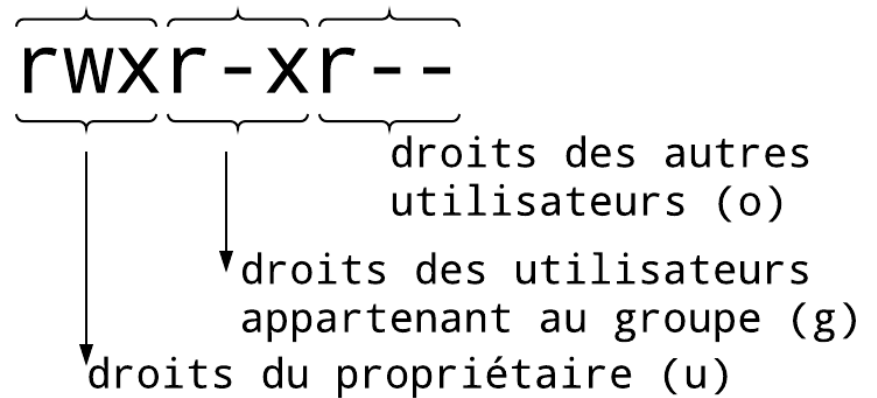 rwxr-xr--
droits des autres
utilisateurs (o)
droits des utilisateurs
appartenant au groupe (g)
droits du propriétaire (u)